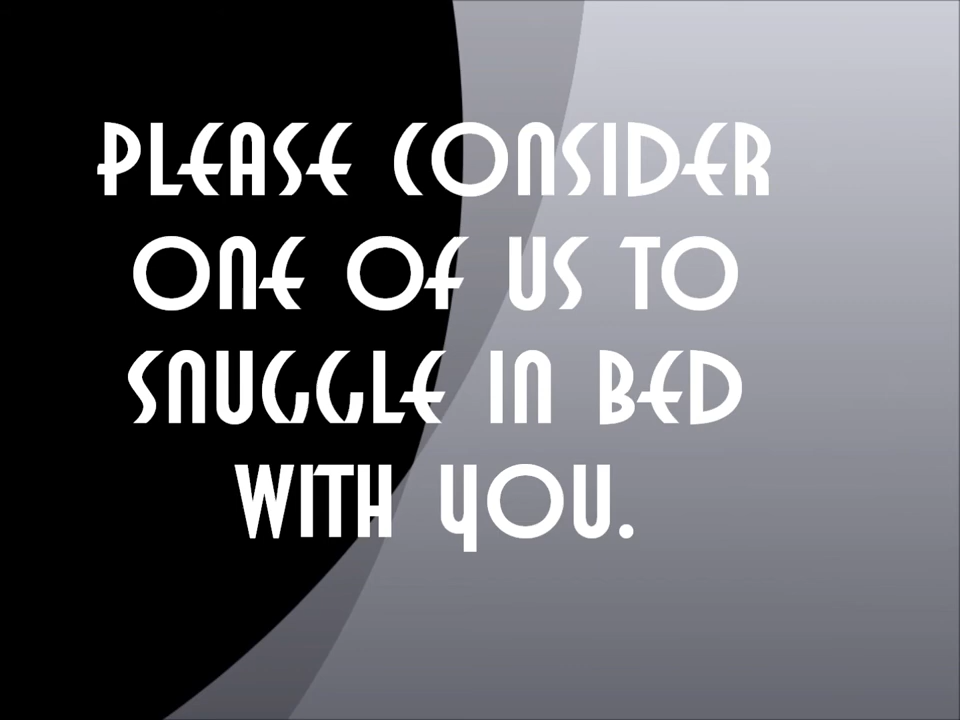 PLEASE CONSIDER
ONE OF US TO
SNUGGLE IN BED
WITH YOU.